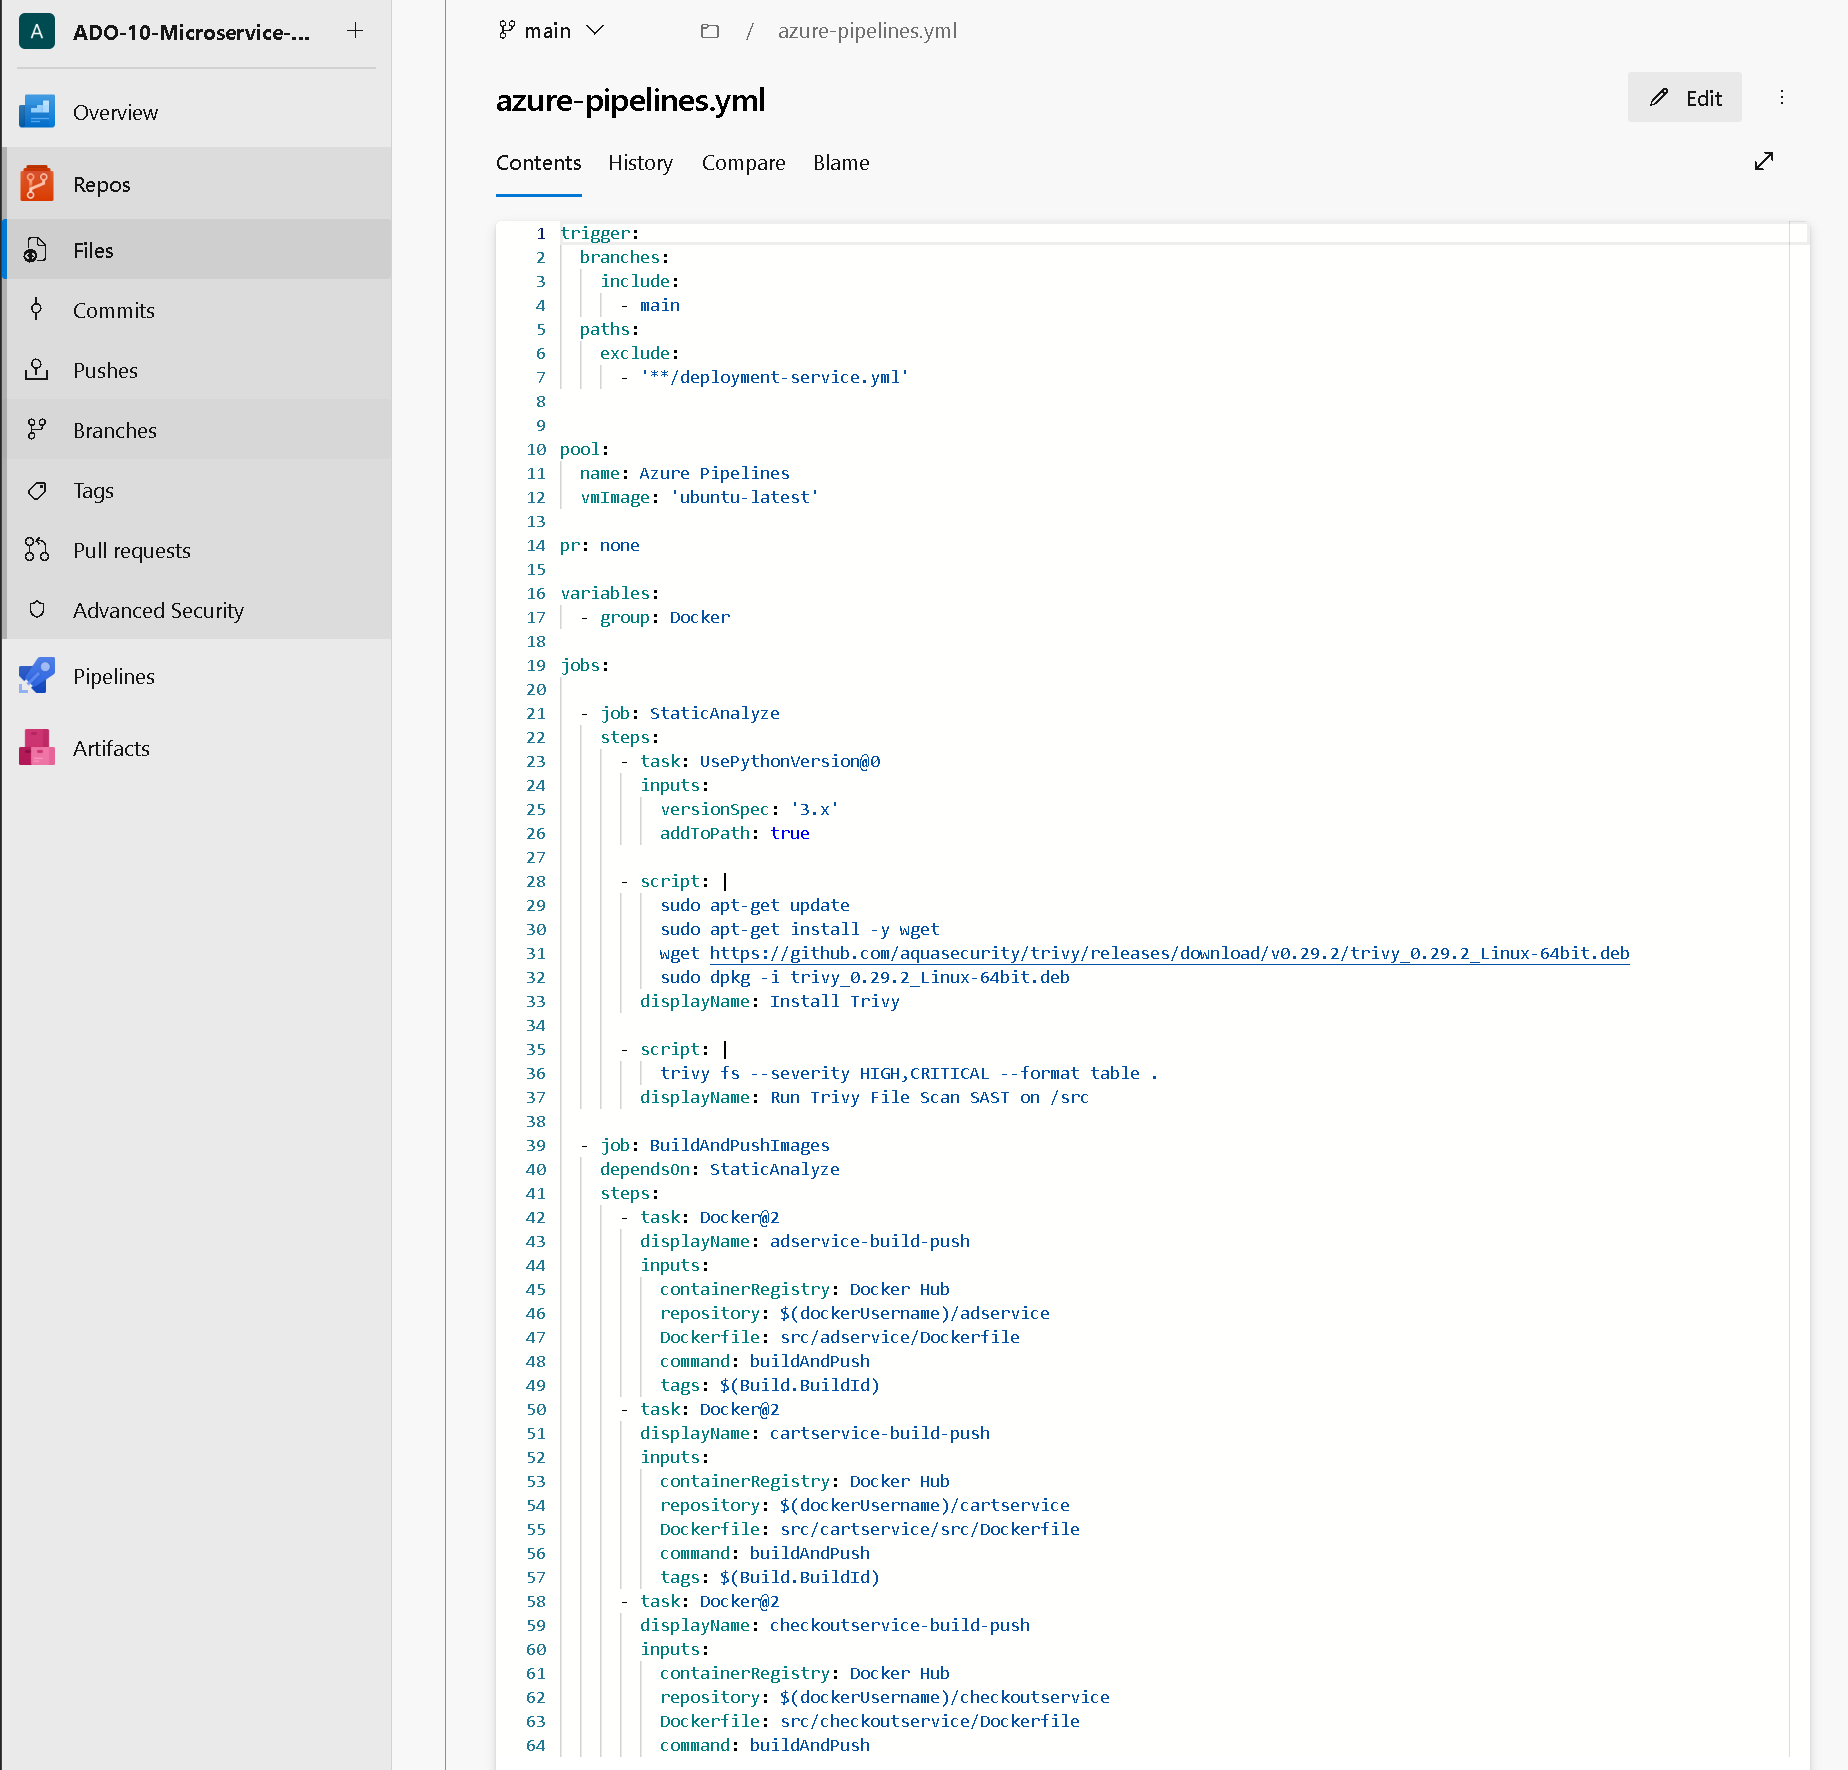 A ADO-10-Microservice-... +
Overview
Repos
Files
Commits
Pushes
Branches
Tags
Pull requests
Advanced Security
Pipelines
Artifacts
main / azure-pipelines.yml
azure-pipelines.yml
Edit
Contents History Compare Blame
1 trigger:
2 branches:
3 include:
4 - main
5 paths:
6 exclude:
7 - '**/deployment-service.yml'
8
9
10 pool:
11 name: Azure Pipelines
12 vmImage: 'ubuntu-latest'
13
14 pr: none
15
16 variables:
17 - group: Docker
18
19 jobs:
20
21 - job: StaticAnalyze
22 steps:
23 - task: UsePythonVersion@0
24 inputs:
25 versionSpec: '3.x'
26 addToPath: true
27
28 - script: |
29 sudo apt-get update
30 sudo apt-get install -y wget
31 wget https://github.com/aquasecurity/trivy/releases/download/v0.29.2/trivy_0.29.2_Linux-64bit.deb
32 sudo dpkg -i trivy_0.29.2_Linux-64bit.deb
33 displayName: Install Trivy
34
35 - script: |
36 trivy fs --severity HIGH,CRITICAL --format table .
37 displayName: Run Trivy File Scan SAST on /src
38
39 - job: BuildAndPushImages
40 dependsOn: StaticAnalyze
41 steps:
42 - task: Docker@2
43 displayName: adservice-build-push
44 inputs:
45 containerRegistry: Docker Hub
46 repository: $(dockerUsername)/adservice
47 Dockerfile: src/adservice/Dockerfile
48 command: buildAndPush
49 tags: $(Build.BuildId)
50 - task: Docker@2
51 displayName: cartservice-build-push
52 inputs:
53 containerRegistry: Docker Hub
54 repository: $(dockerUsername)/cartservice
55 Dockerfile: src/cartservice/src/Dockerfile
56 command: buildAndPush
57 tags: $(Build.BuildId)
58 - task: Docker@2
59 displayName: checkoutservice-build-push
60 inputs:
61 containerRegistry: Docker Hub
62 repository: $(dockerUsername)/checkoutservice
63 Dockerfile: src/checkoutservice/Dockerfile
64 command: buildAndPush